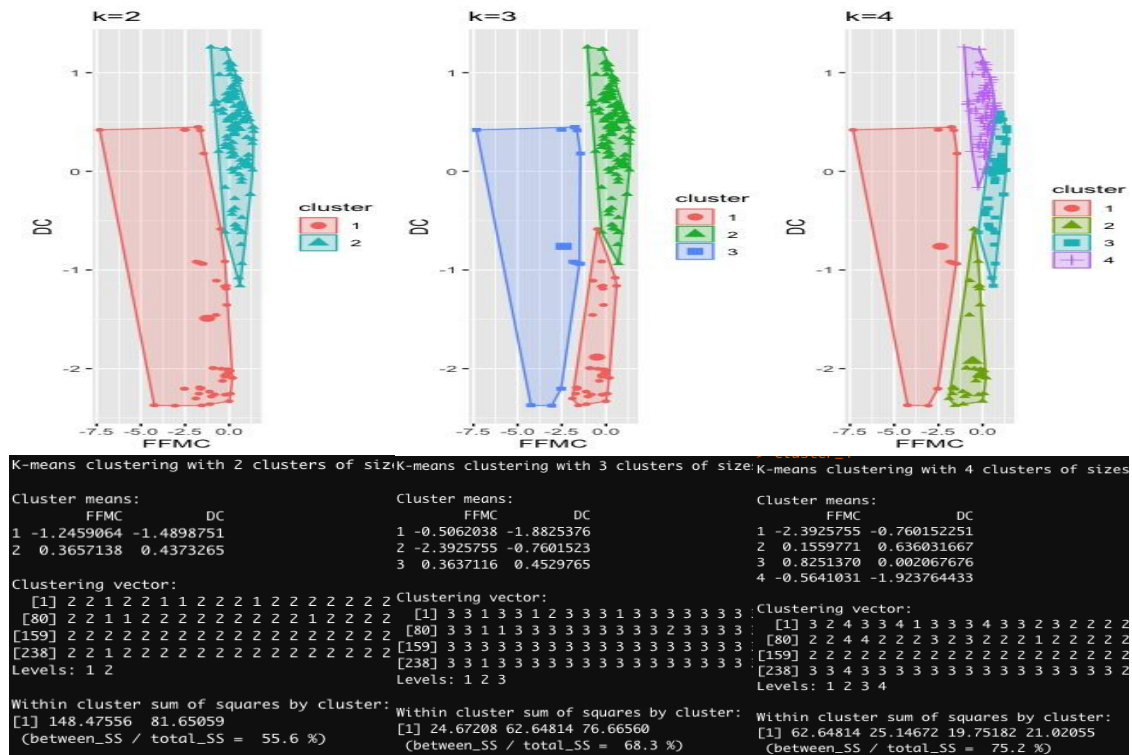 k=2
1
0
-1
-2
DC
-7.5 -5.0 -2.5 0.0
FFMC
cluster
1
2
k=3
1
0
-1
-2
DC
-7.5 -5.0 -2.5 0.0
FFMC
cluster
1
2
3
k=4
1
0
-1
-2
DC
-7.5 -5.0 -2.5 0.0
FFMC
cluster
1
2
3
4
K-means clustering with 2 clusters of siz
Cluster means:
FFMC DC
1 -1.2459064 -1.4898751
2 0.3657138 0.4373265
Clustering vector:
[1] 2 2 1 2 2 1 1 2 2 2 1 2 2 2 2 2 2 2
[80] 2 2 1 1 2 2 2 2 2 2 2 2 2 2 1 2 2 2 2
[159] 2 2 2 2 2 2 2 2 2 2 2 2 2 2 2 2 2 2
[238] 2 2 1 2 2 2 2 2 2 2 2 2 2 2 2 2 2 2
Levels: 1 2
Within cluster sum of squares by cluster:
[1] 148.47556 81.65059
(between_SS / total_SS = 55.6 %)
K-means clustering with 3 clusters of size
Cluster means:
FFMC DC
1 -0.5062038 -1.8825376
2 -2.3925755 -0.7601523
3 0.3637116 0.4529765
Clustering vector:
[1] 3 3 1 3 3 1 2 3 3 3 1 3 3 3 3 3 3 3
[80] 3 3 1 1 3 3 3 3 3 3 3 3 3 3 2 3 3 3 3
[159] 3 3 3 3 3 3 3 3 3 3 3 3 3 3 3 3 3 3
[238] 3 3 1 3 3 3 3 3 3 3 3 3 3 3 3 3 3 3
Levels: 1 2 3
Within cluster sum of squares by cluster:
[1] 24.67208 62.64814 76.66560
(between_SS / total_SS = 68.3 %)
K-means clustering with 4 clusters of sizes
Cluster means:
FFMC DC
1 -2.3925755 -0.760152251
2 0.1559771 0.636031667
3 0.8251370 0.002067676
4 -0.5641031 -1.923764433
Clustering vector:
[1] 3 2 4 3 3 4 1 3 3 3 4 3 3 2 3 2 2 2 2
[80] 2 2 4 4 2 2 2 3 2 3 2 2 2 1 2 2 2 2
[159] 2 2 2 2 2 2 2 2 2 2 2 2 2 2 2 2 2 2
[238] 3 3 4 3 3 3 3 3 3 3 3 3 3 3 3 3 3 2
Levels: 1 2 3 4
Within cluster sum of squares by cluster:
[1] 62.64814 25.14672 19.75182 21.02055
(between_SS / total_SS = 75.2 %)